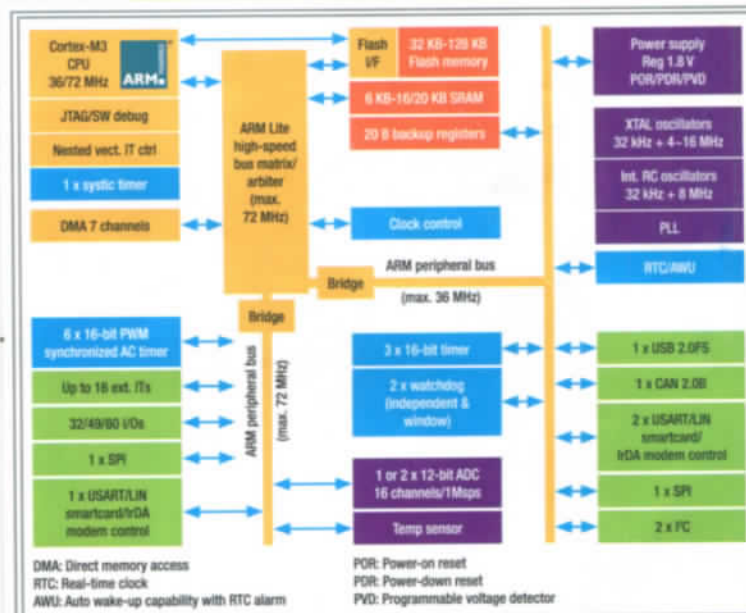 Cortex-M3
CPU
36/72 MHz
ARM
JTAG/SW debug
Nested vect. IT ctrl
1 x systic timer
DMA 7 channels
ARM Lite
high-speed
bus matrix/
arbiter
(max.
72 MHz)
Flash
I/F
32 KB-128 KB
Flash memory
6 KB-16/20 KB SRAM
20 B backup registers
Clock control
Power supply
Reg 1.8 V
POR/PDR/PVD
XTAL oscillators
32 kHz + 4~16 MHz
Int. RC oscillators
32 kHz + 8 MHz
PLL
RTC/AWU
Bridge
ARM peripheral bus
(max. 36 MHz)
Bridge
ARM peripheral bus
(max. 72 MHz)
6 x 16-bit PWM
synchronized AC timer
Up to 16 ext. ITs
32/49/80 I/Os
1 x SPI
1 x USART/LIN
smartcard/IrDA
modem control
3 x 16-bit timer
2 x watchdog
(independent &
window)
1 or 2 x 12-bit ADC
16 channels/1Msps
Temp sensor
1 x USB 2.0FS
1 x CAN 2.0B
2 x USART/LIN
smartcard/
IrDA modem control
1 x SPI
2 x I²C
DMA: Direct memory access
RTC: Real-time clock
AWU: Auto wake-up capability with RTC alarm
POR: Power-on reset
PDR: Power-down reset
PVD: Programmable voltage detector